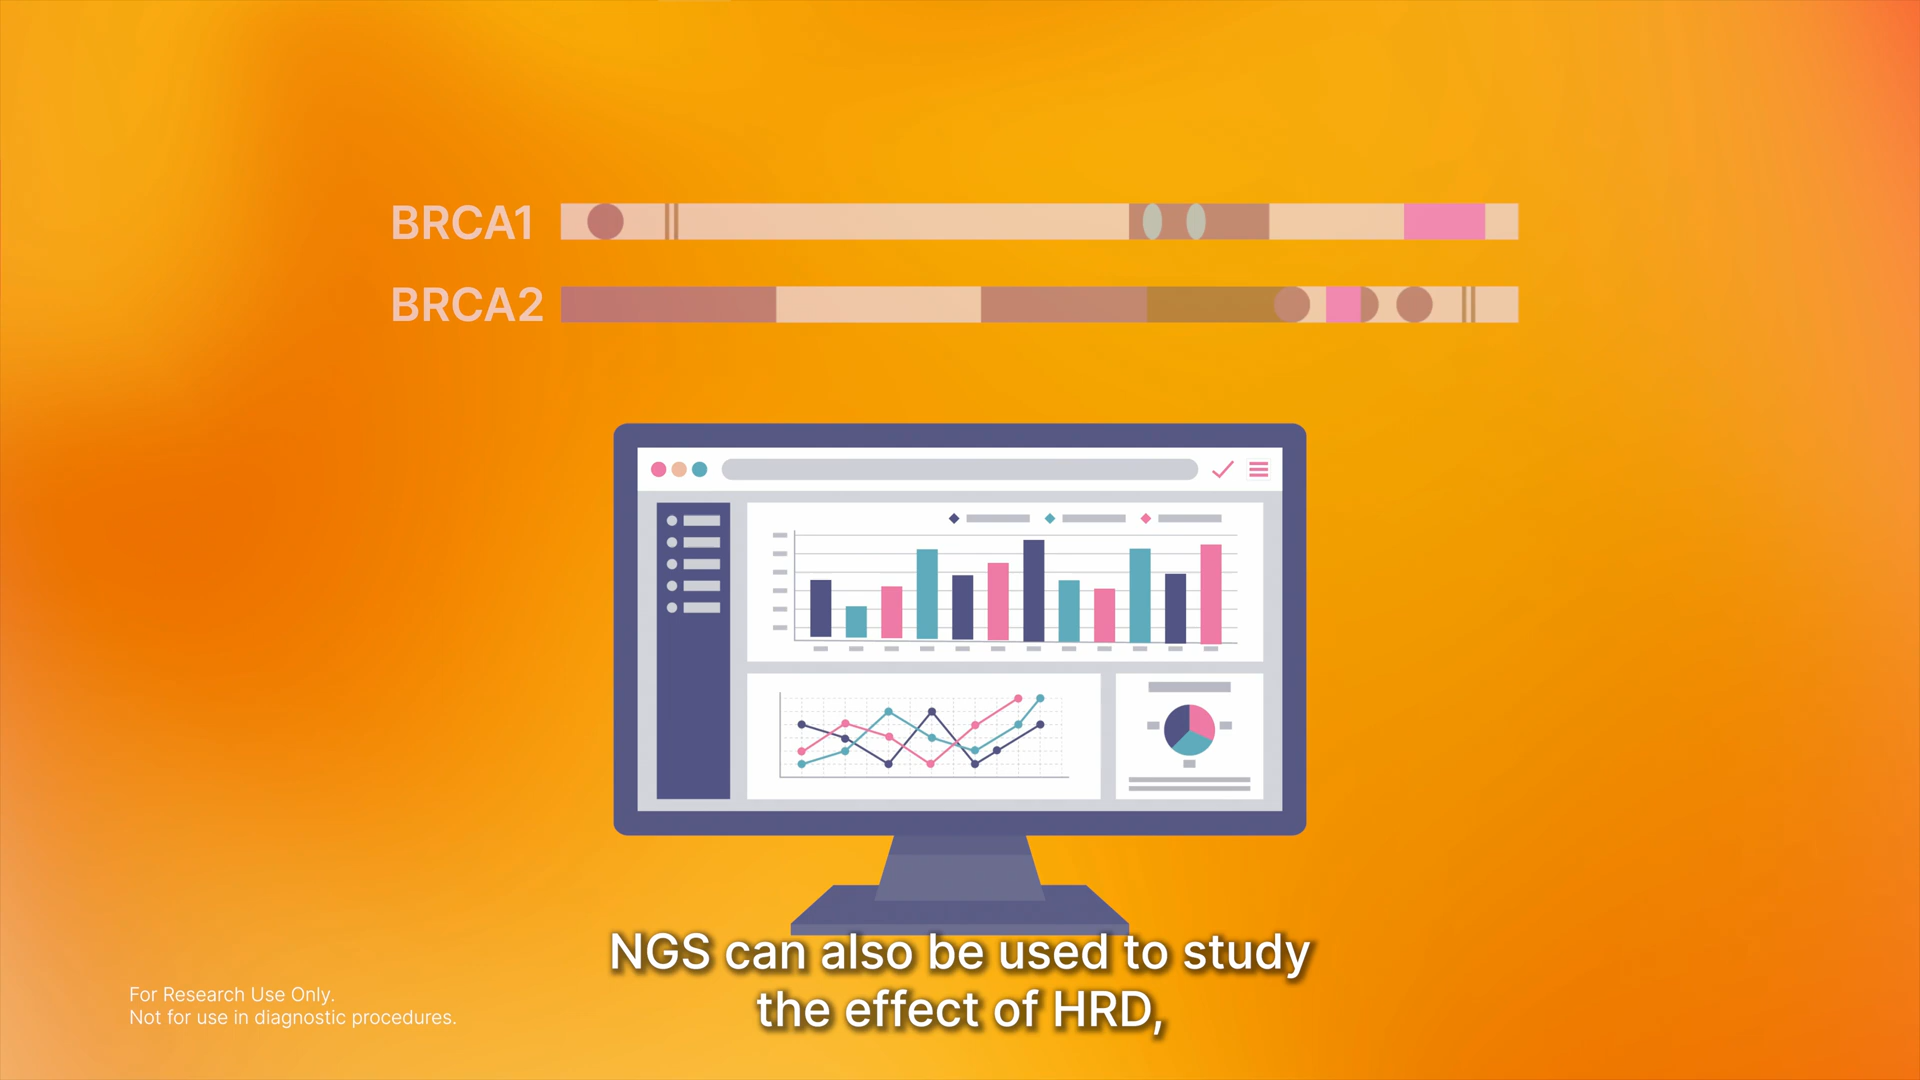 BRCA1
BRCA2
NGS can also be used to study
the effect of HRD,
For Research Use Only.
Not for use in diagnostic procedures.